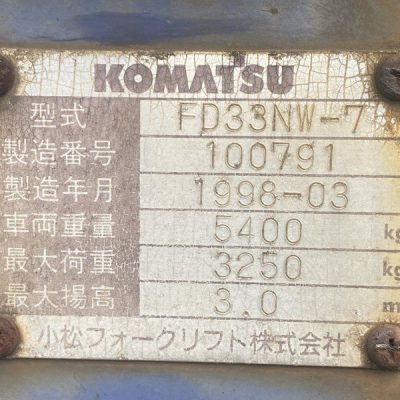 KOMATSU
型式 FD33NW-7
製造番号 100791
製造年月 1998-03
車両重量 5400 kg
最大荷重 3250 kg
最大揚高 3.0 m
小松フォークリフト株式会社